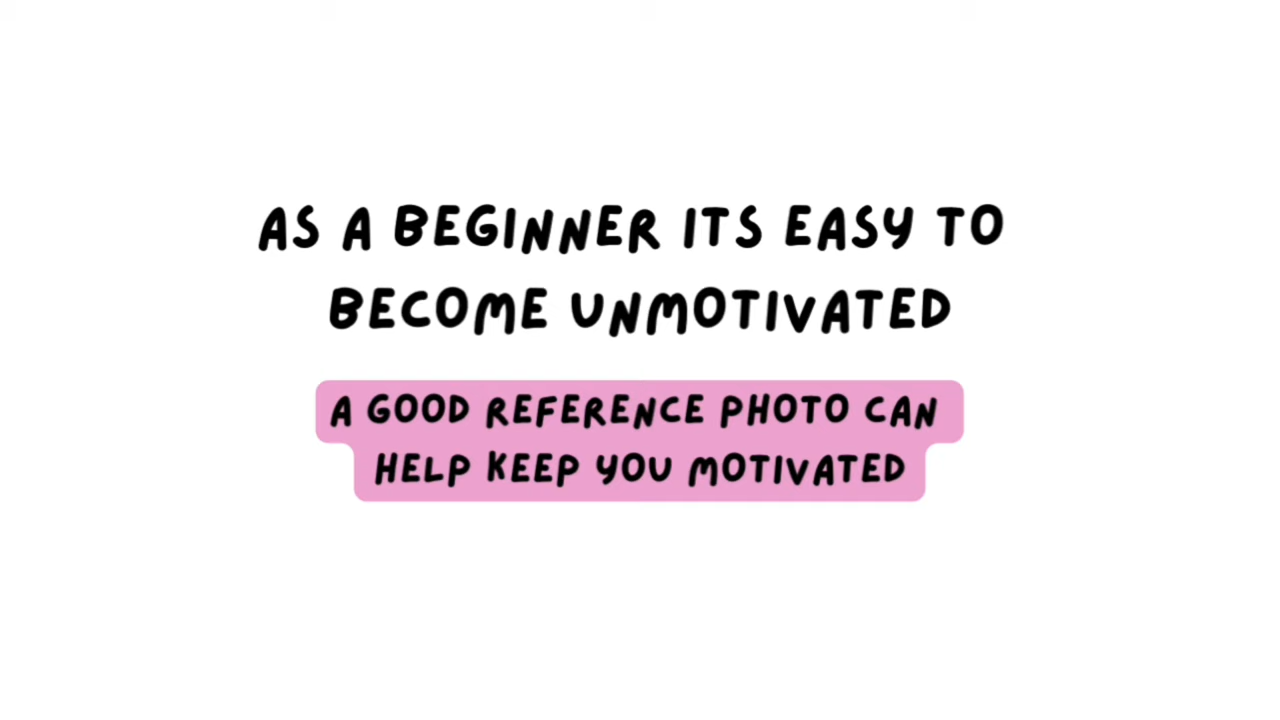 AS A BEGINNER ITS EASY TO
BECOME UNMOTIVATED
A GOOD REFERENCE PHOTO CAN
HELP KEEP YOU MOTIVATED